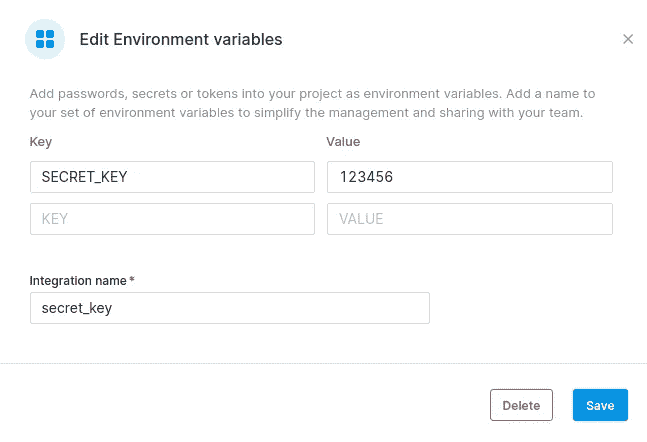 Edit Environment variables
Add passwords, secrets or tokens into your project as environment variables. Add a name to
your set of environment variables to simplify the management and sharing with your team.
Key Value
SECRET_KEY 123456
KEY VALUE
Integration name *
secret_key
Delete Save